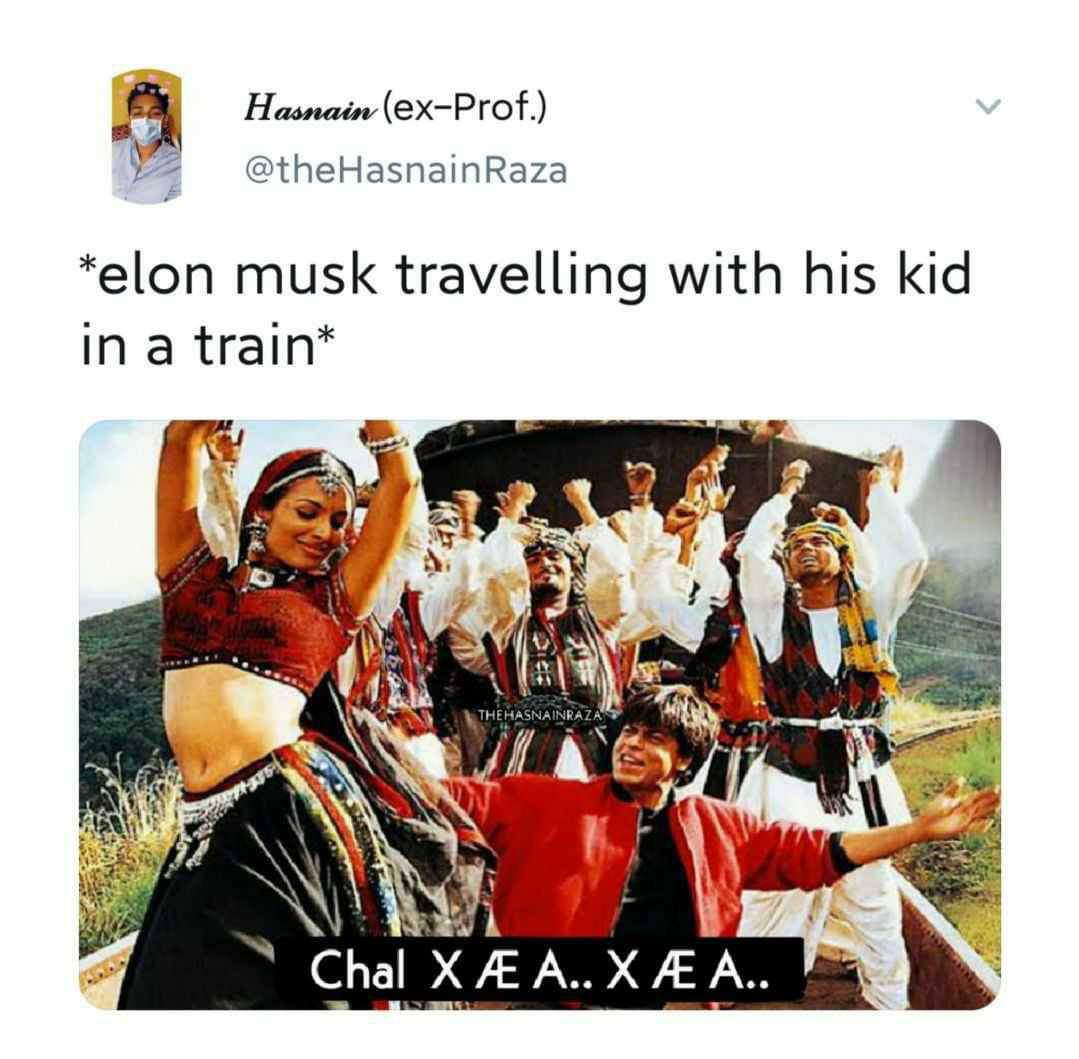 Hasnain (ex-Prof.)
@theHasnainRaza
*elon musk travelling with his kid
in a train*
THEHASNAINRAZA
Chal X Æ A.. X Æ A..